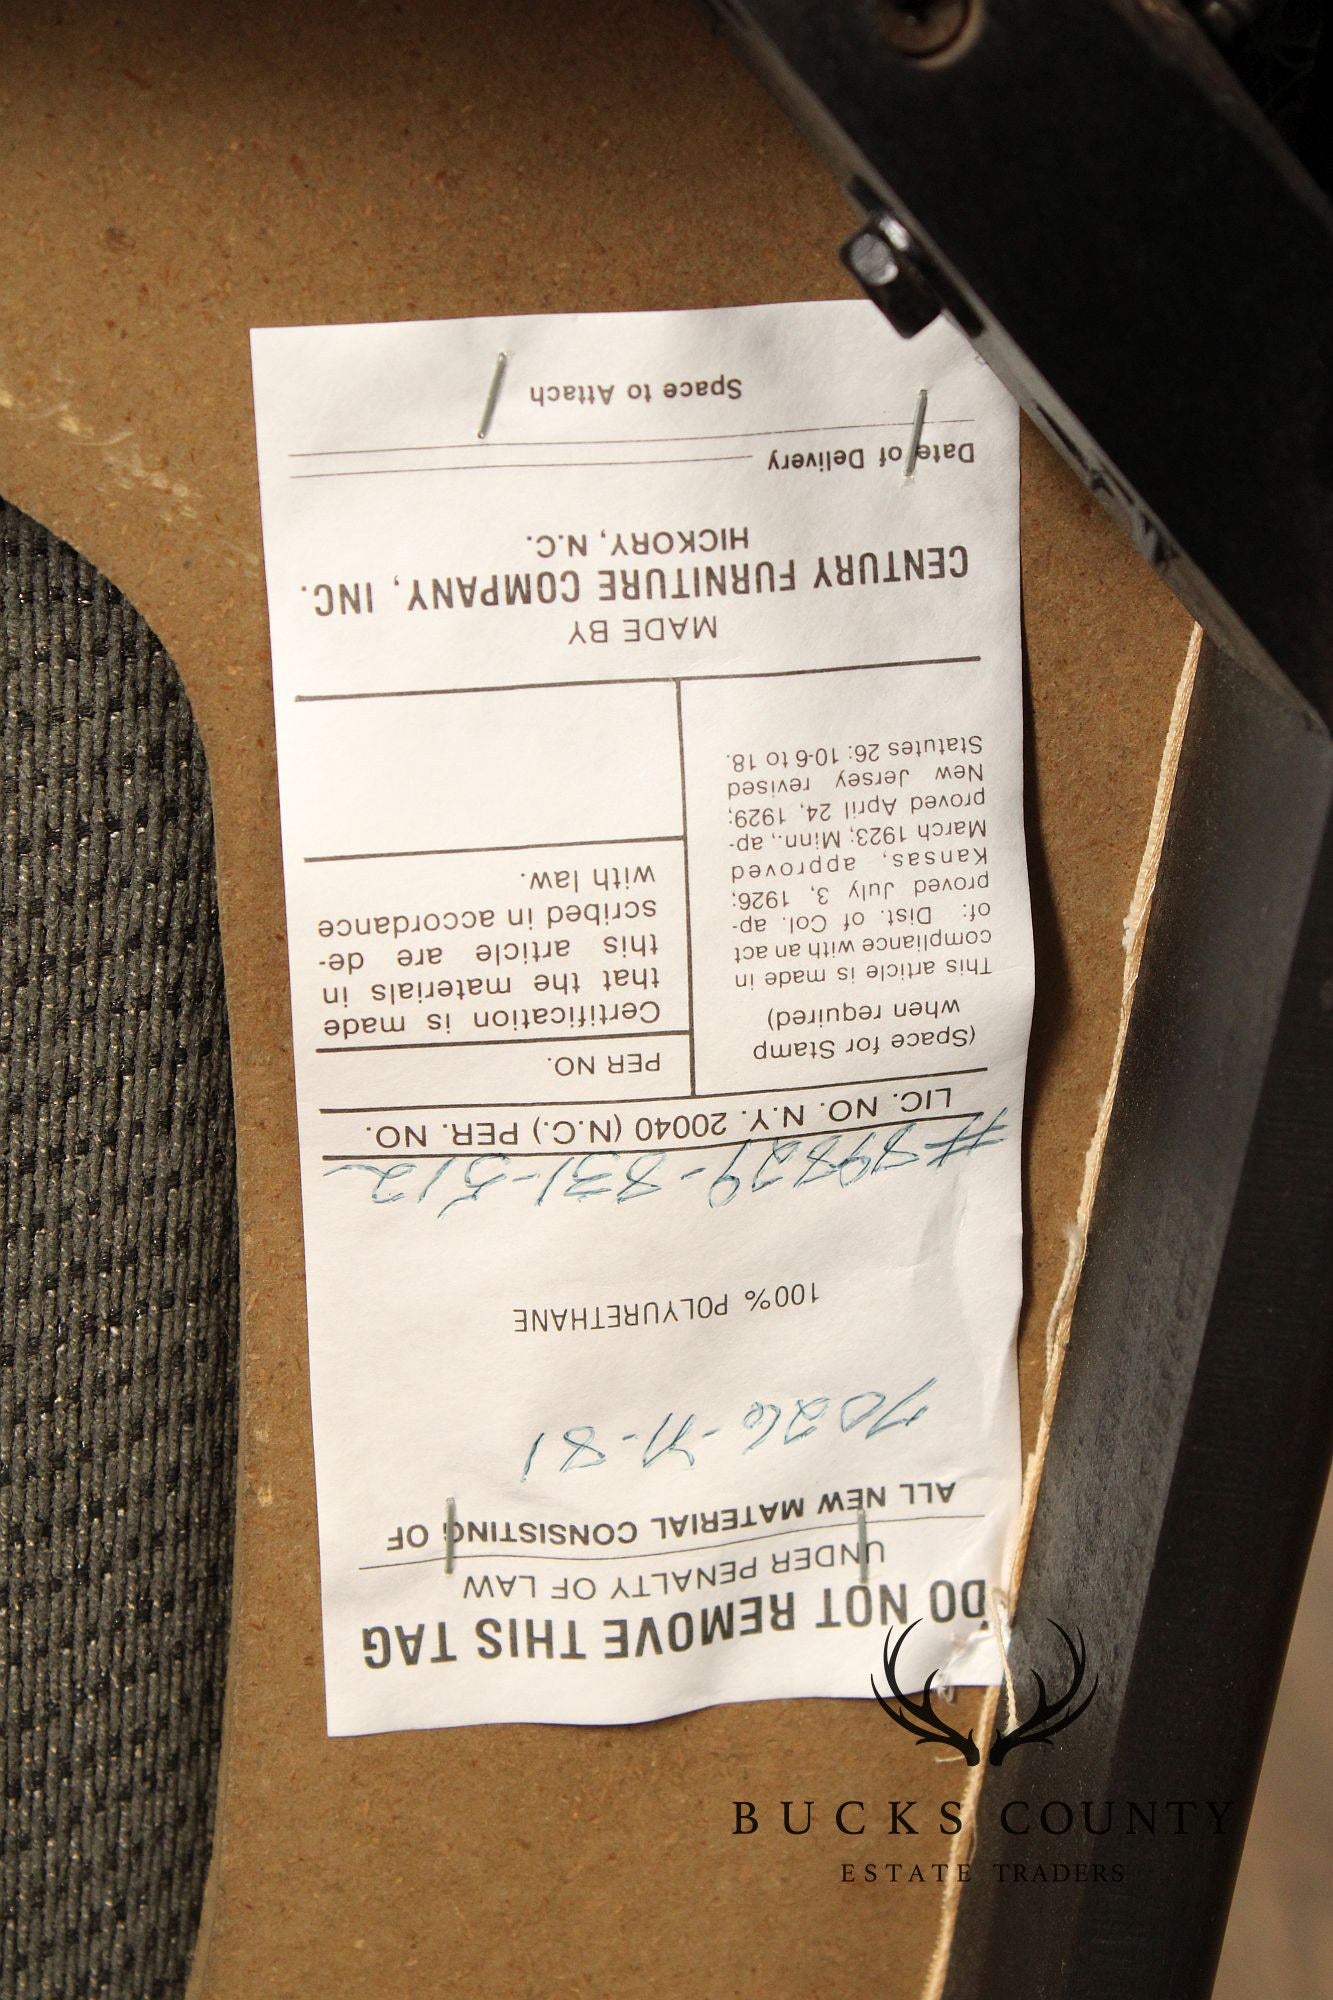 DO NOT REMOVE THIS TAG
UNDER PENALTY OF LAW
ALL NEW MATERIAL CONSISTING OF
7026-71-81
100% POLYURETHANE
#89829-831-512
LIC. NO. N.Y. 20040 (N.C.) PER. NO.
(Space for Stamp
when required)
This article is made in
compliance with an act
of: Dist. of Col. ap-
proved July 3, 1926;
Kansas, approved
March 1923; Minn., ap-
proved April 24, 1929;
New Jersey revised
Statutes 26: 10-6 to 18.
PER NO.
Certification is made
that the materials in
this article are de-
scribed in accordance
with law.
MADE BY
CENTURY FURNITURE COMPANY, INC.
HICKORY, N.C.
Date of Delivery
Space to Attach
BUCKS COUNTY
ESTATE TRADERS